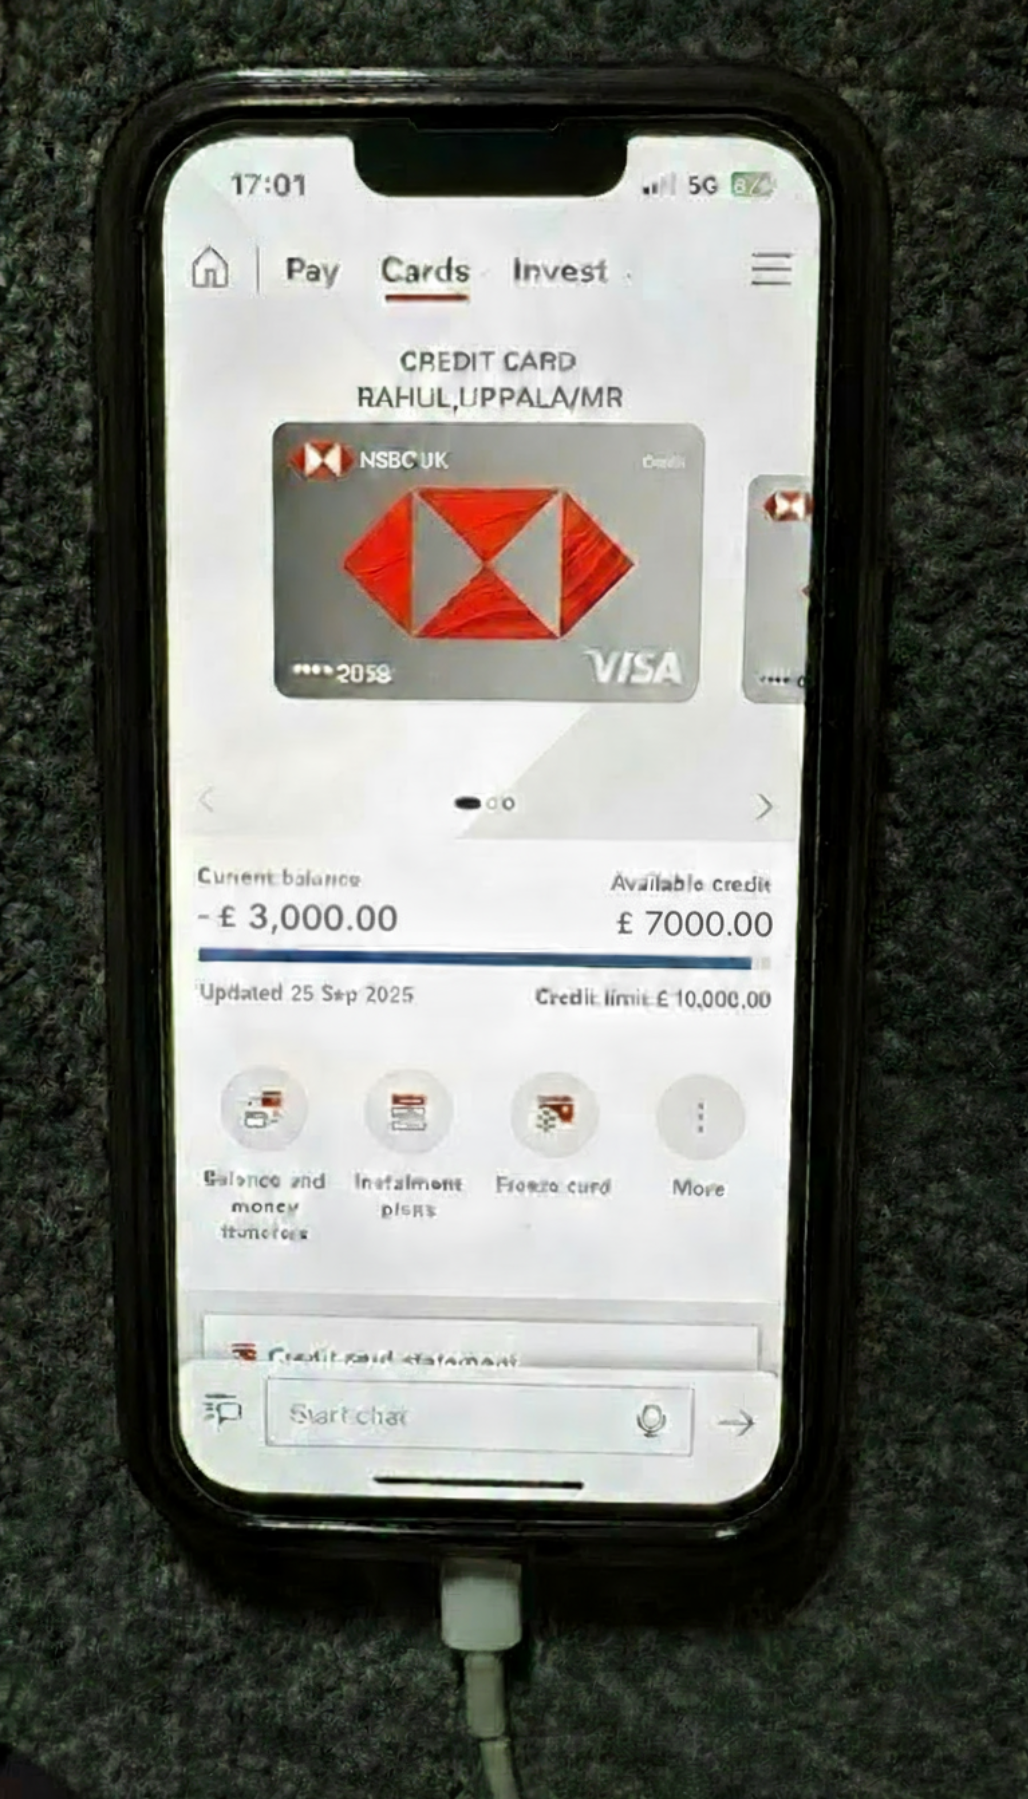 17:01
5G
Pay Cards Invest
CREDIT CARD
RAHUL,UPPALA/MR
NSBC UK
Credit
•••• 2058
VISA
Current balance
Available credit
- £ 3,000.00
£ 7000.00
Updated 25 Sep 2025
Credit limit £ 10,000.00
Balance and
money
Instalment
plans
Freeze card
More
Credit card statement
Start chat